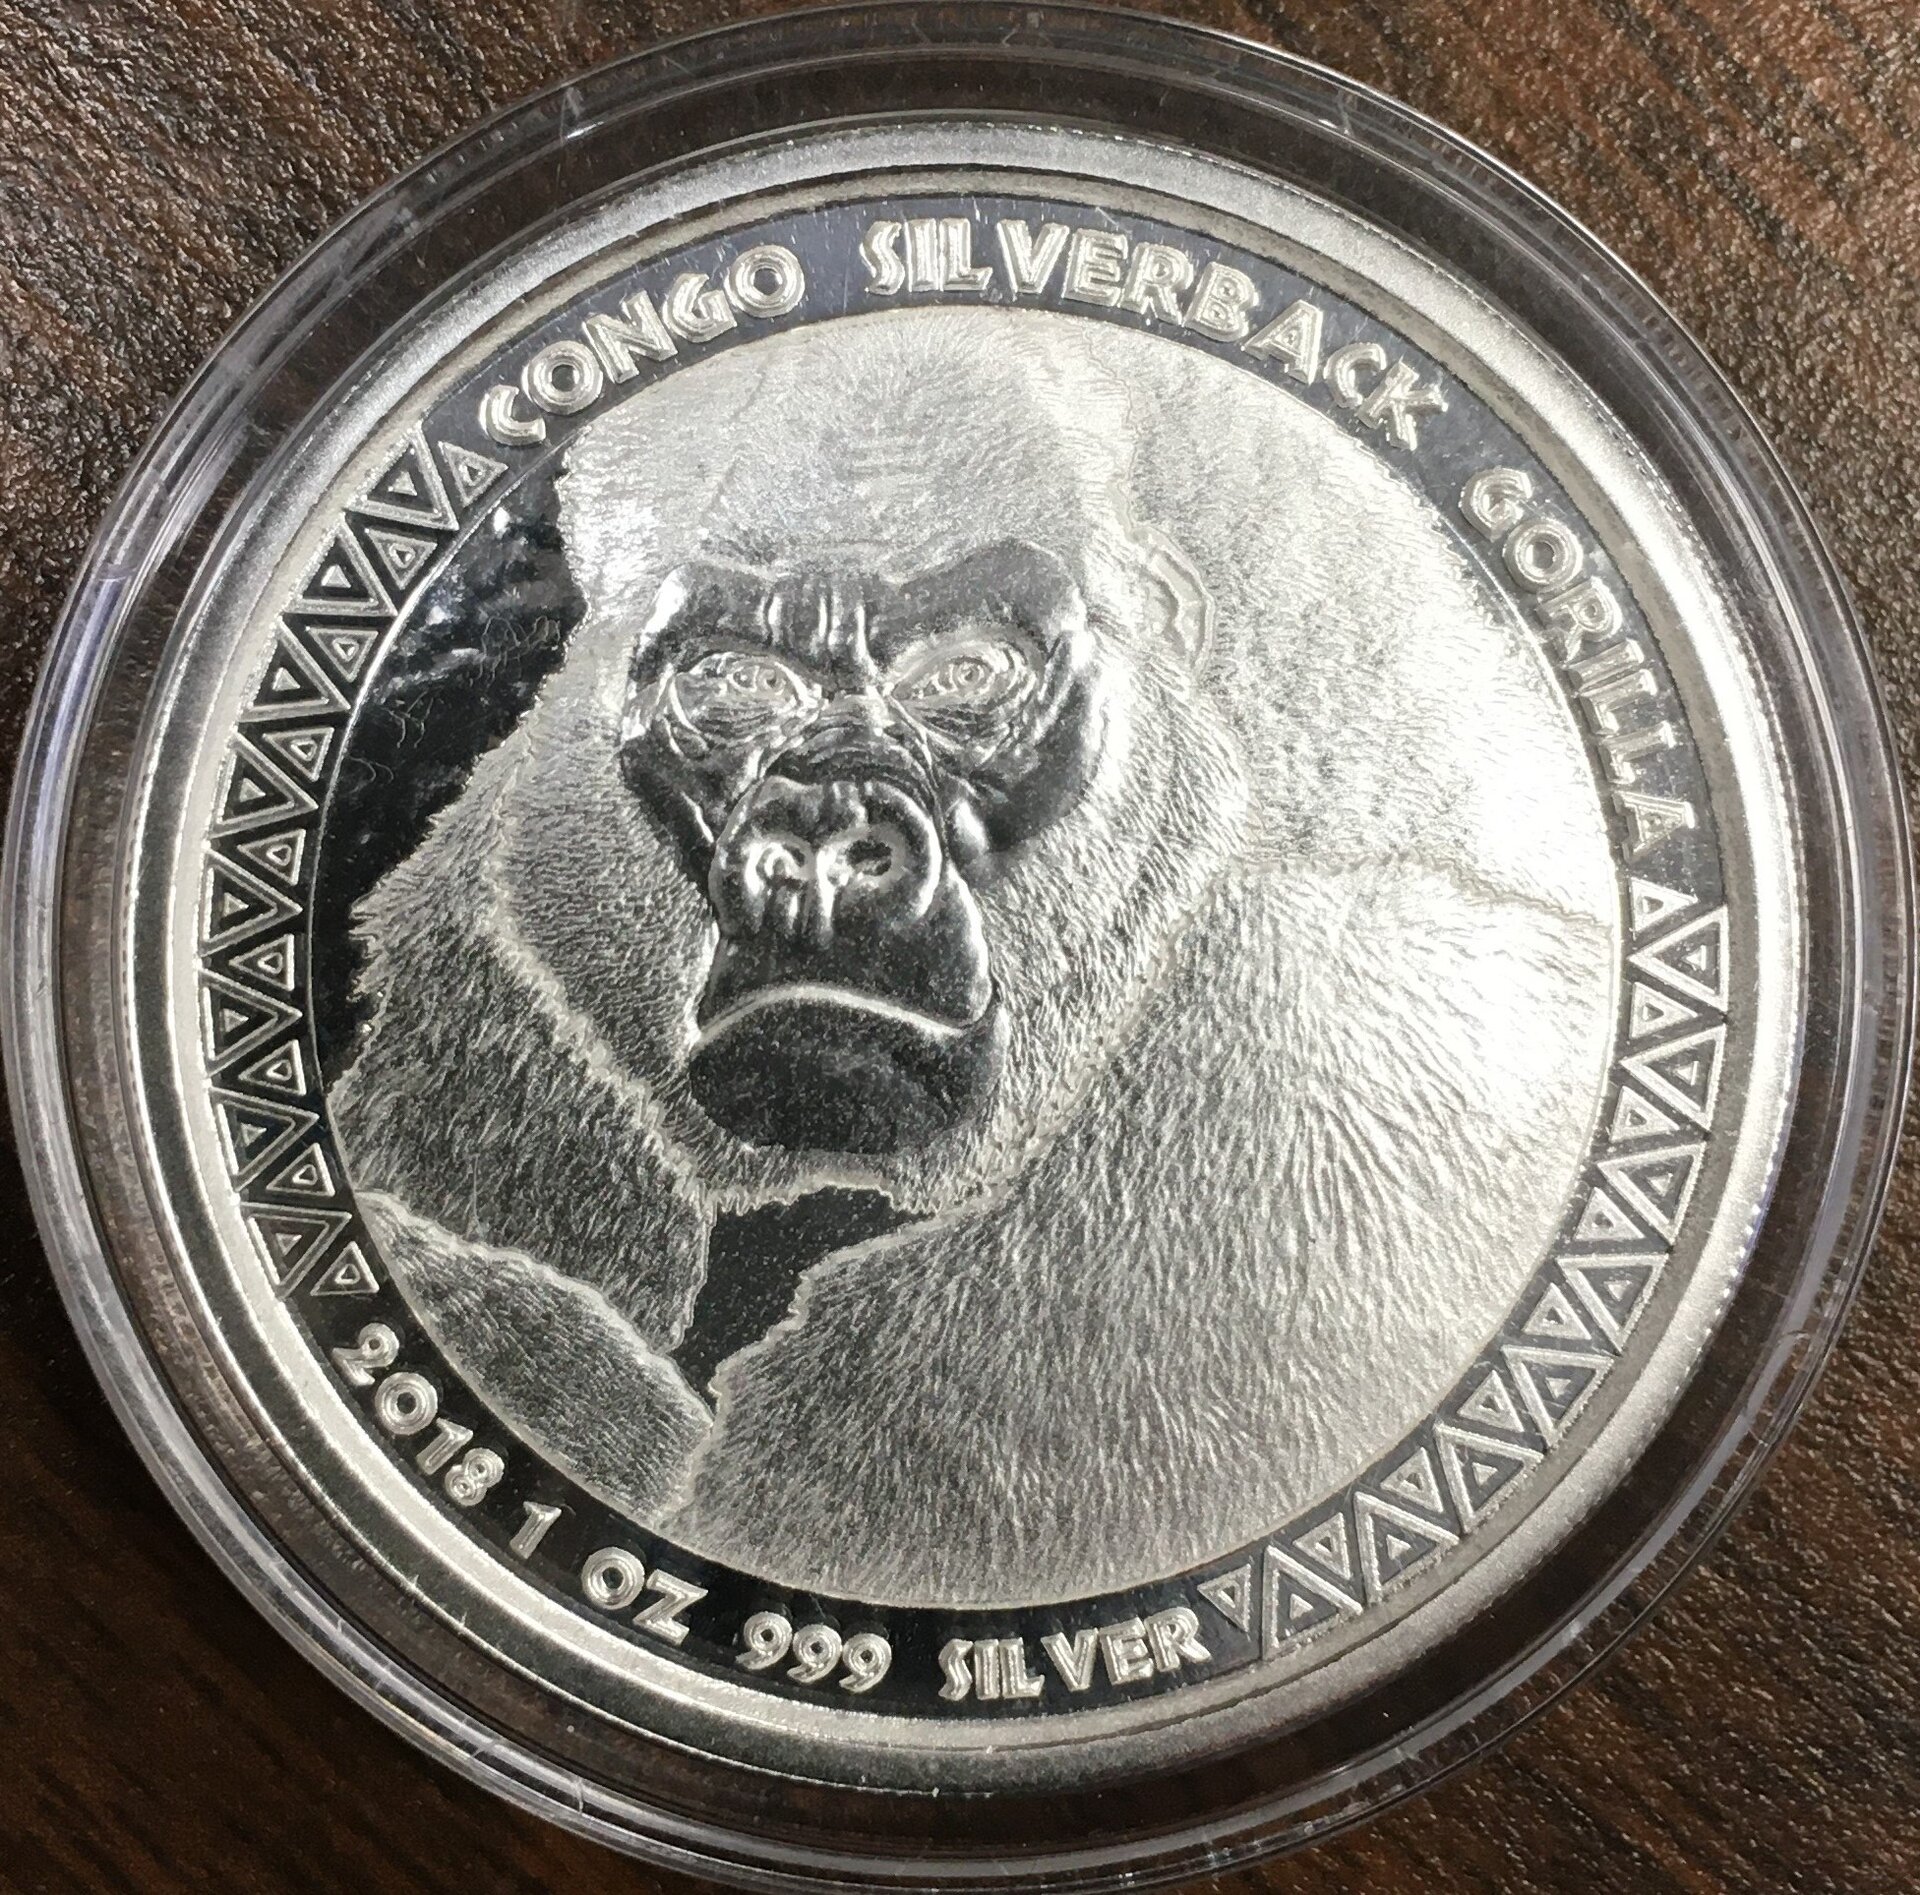 CONGO SILVERBACK GORILLA
2018 1 OZ 999 SILVER